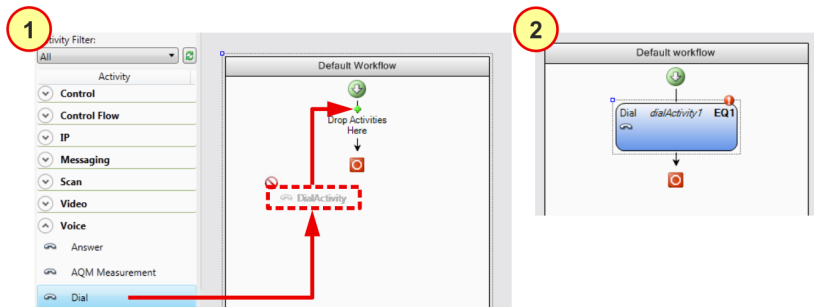 1
Activity Filter:
All
Activity
Control
Control Flow
IP
Messaging
Scan
Video
Voice
Answer
AQM Measurement
Dial
Default Workflow
Drop Activities
Here
DialActivity
2
Default workflow
Dial dialActivity1 EQ1